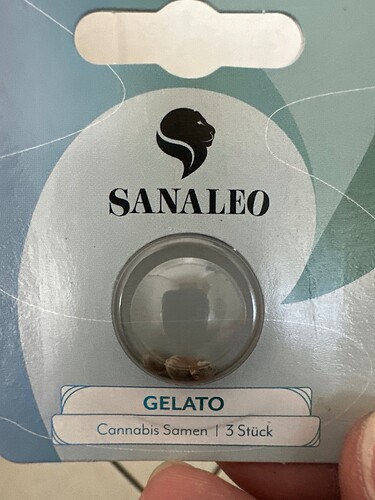 SANALEO
GELATO
Cannabis Samen | 3 Stück